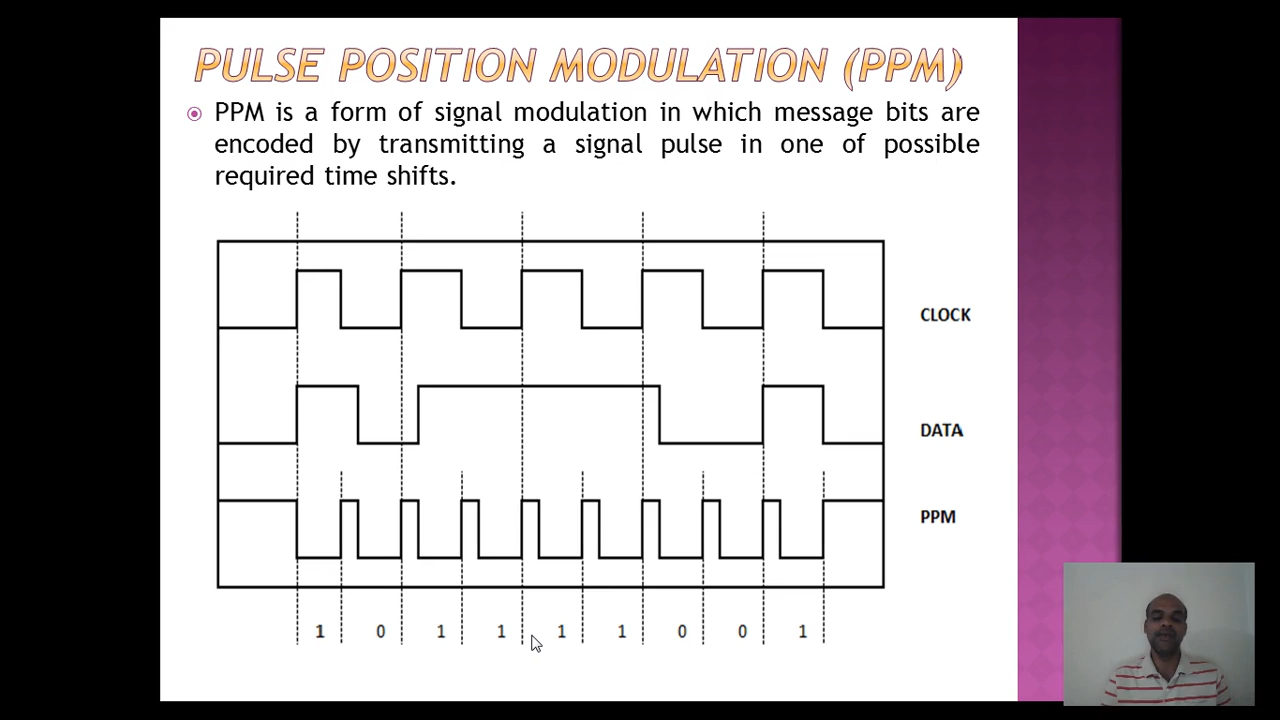 PULSE POSITION MODULATION (PPM)
PPM is a form of signal modulation in which message bits are
encoded by transmitting a signal pulse in one of possible
required time shifts.
CLOCK
DATA
PPM
1 0 1 1 1 1 0 0 1